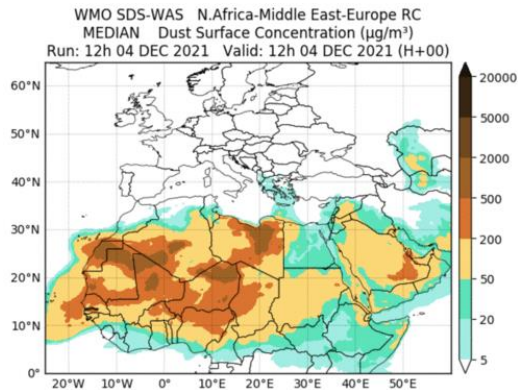 WMO SDS-WAS N.Africa-Middle East-Europe RC
MEDIAN Dust Surface Concentration (µg/m³)
Run: 12h 04 DEC 2021 Valid: 12h 04 DEC 2021 (H+00)
60°N
50°N
40°N
30°N
20°N
10°N
0°
20°W
10°W
0°
10°E
20°E
30°E
40°E
50°E
20000
5000
2000
500
200
50
20
5